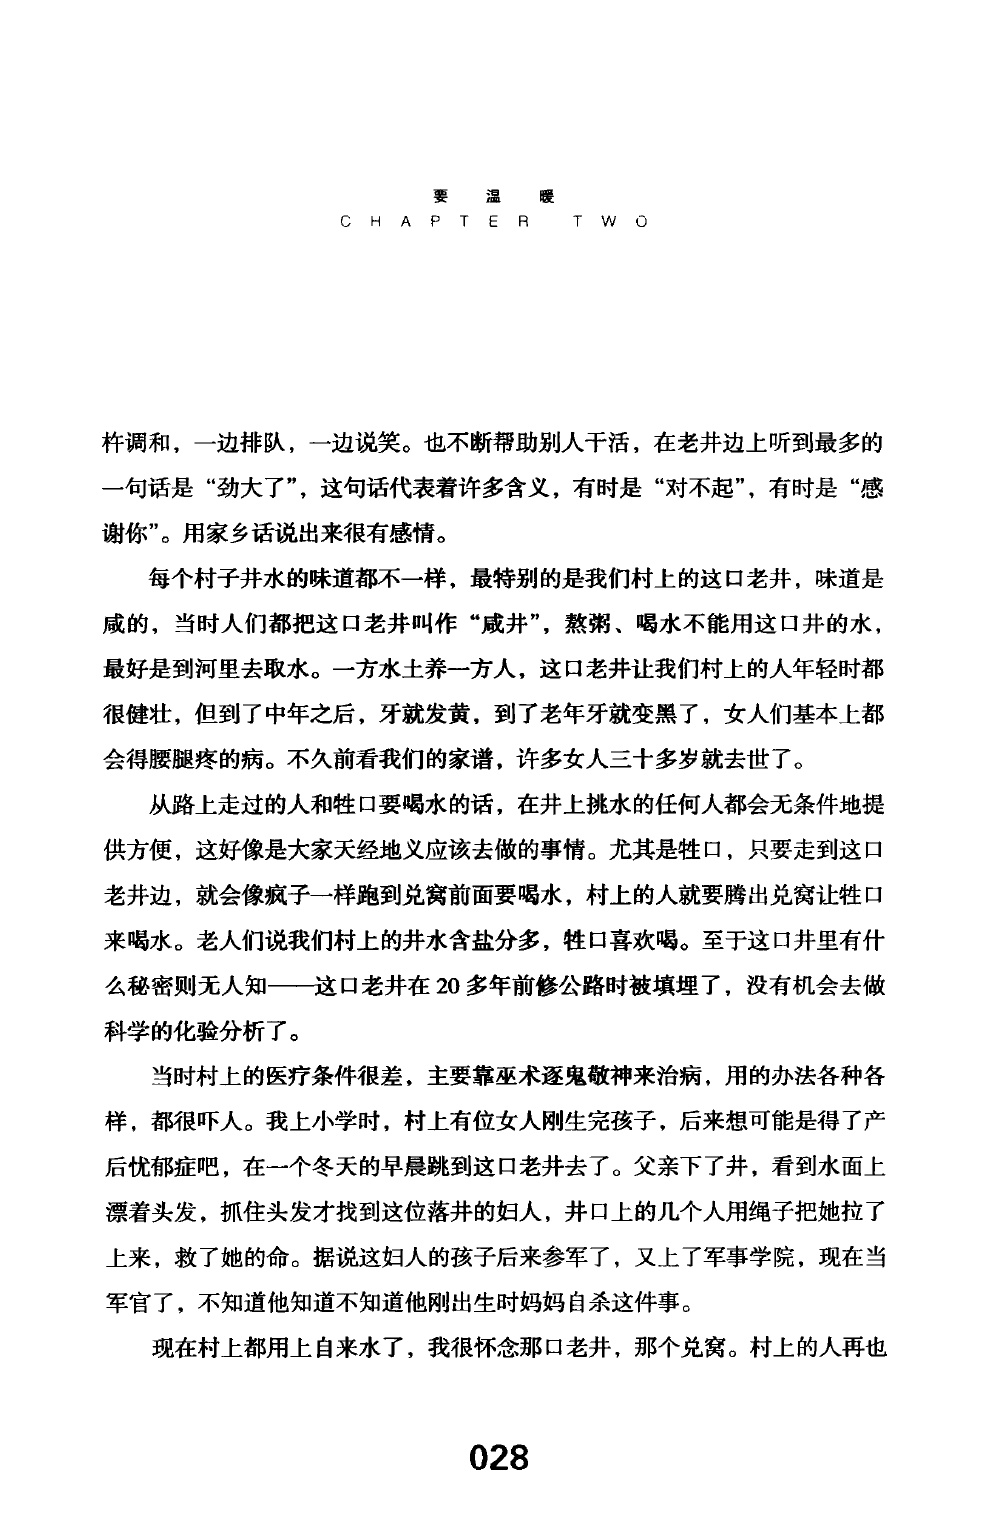 要温暖
CHAPTER TWO
杵调和，一边排队，一边说笑。也不断帮助别人干活，在老井边上听到最多的
一句话是“劲大了”，这句话代表着许多含义，有时是“对不起”，有时是“感
谢你”。用家乡话说出来很有感情。
每个村子井水的味道都不一样，最特别的是我们村上的这口老井，味道是
咸的，当时人们都把这口老井叫作“咸井”，熬粥、喝水不能用这口井的水，
最好是到河里去取水。一方水土养一方人，这口老井让我们村上的人年轻时都
很健壮，但到了中年之后，牙就发黄，到了老年牙就变黑了，女人们基本上都
会得腰腿疼的病。不久前看我们的家谱，许多女人三十多岁就去世了。
从路上走过的人和牲口要喝水的话，在井上挑水的任何人都会无条件地提
供方便，这好像是大家天经地义应该去做的事情。尤其是牲口，只要走到这口
老井边，就会像疯子一样跑到兑窝前面要喝水，村上的人就要腾出兑窝让牲口
来喝水。老人们说我们村上的井水含盐分多，牲口喜欢喝。至于这口井里有什
么秘密则无人知——这口老井在20多年前修公路时被填埋了，没有机会去做
科学的化验分析了。
当时村上的医疗条件很差，主要靠巫术逐鬼敬神来治病，用的办法各种各
样，都很吓人。我上小学时，村上有位女人刚生完孩子，后来想可能是得了产
后忧郁症吧，在一个冬天的早晨跳到这口老井去了。父亲下了井，看到水面上
漂着头发，抓住头发才找到这位落井的妇人，井口上的几个人用绳子把她拉了
上来，救了她的命。据说这妇人的孩子后来参军了，又上了军事学院，现在当
军官了，不知道他知道不知道他刚出生时妈妈自杀这件事。
现在村上都用上自来水了，我很怀念那口老井，那个兑窝。村上的人再也
028